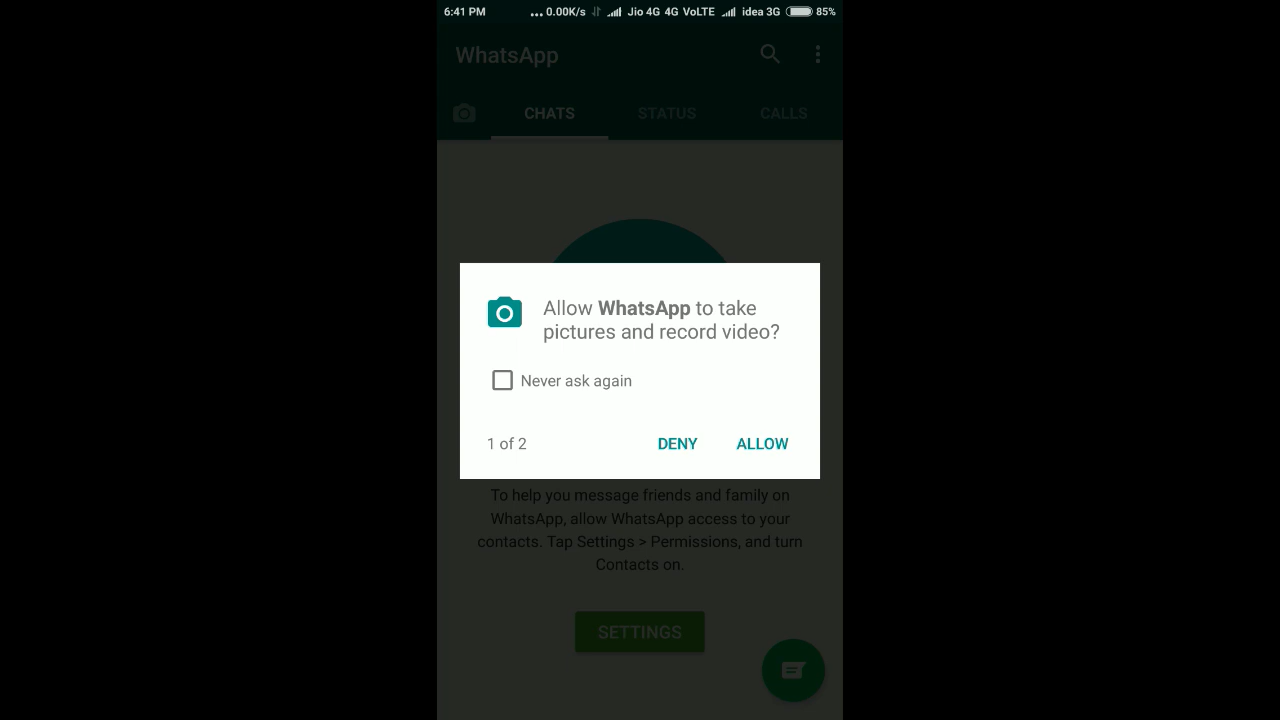 6:41 PM ... 0.00K/s Jio 4G 4G VoLTE idea 3G 85%
WhatsApp
CHATS STATUS CALLS
Allow WhatsApp to take
pictures and record video?
Never ask again
1 of 2 DENY ALLOW
To help you message friends and family on
WhatsApp, allow WhatsApp access to your
contacts. Tap Settings > Permissions, and turn
Contacts on.
SETTINGS